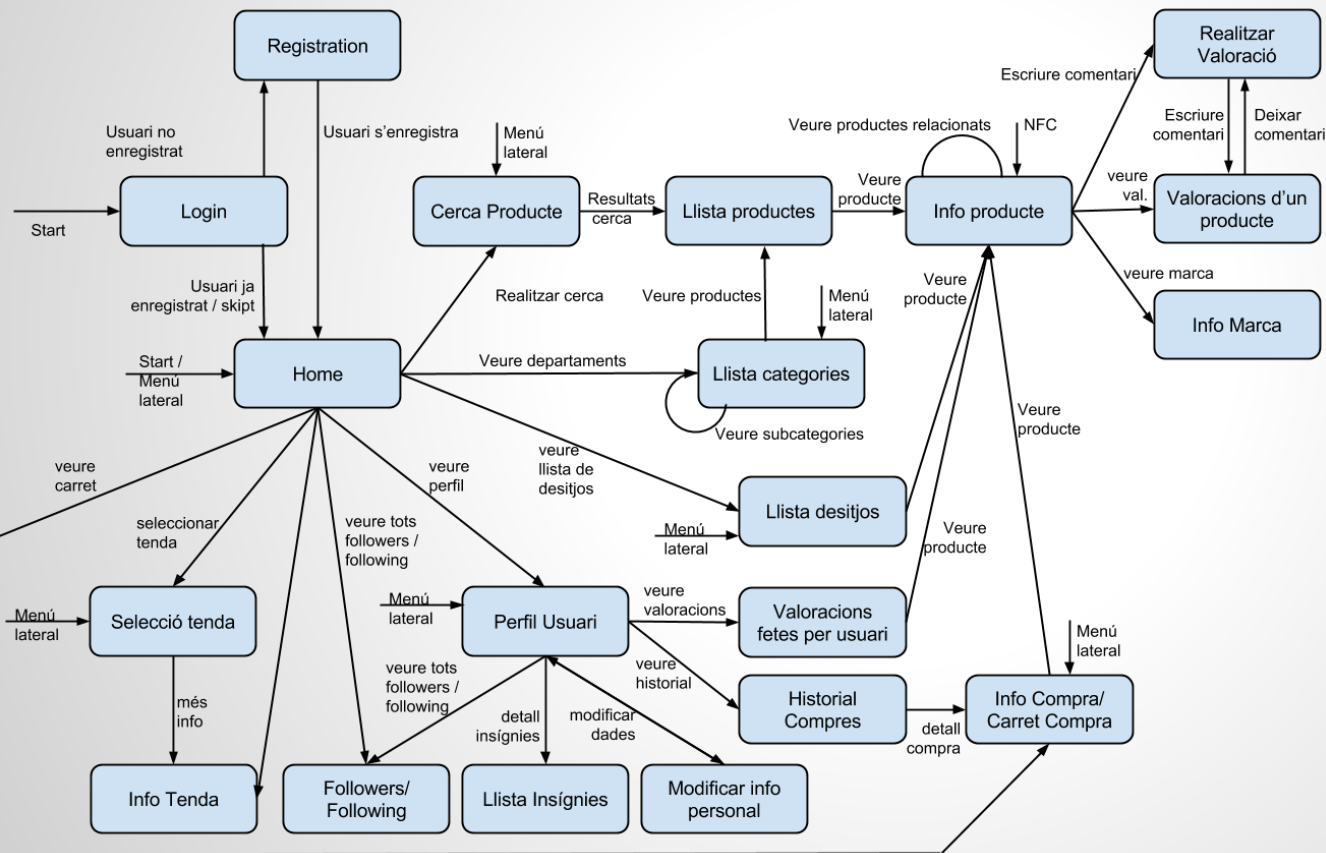 Registration
Realitzar
Valoració
Escriure comentari
Usuari no
enregistrat
Usuari s'enregistra
Menú
lateral
Veure productes relacionats
NFC
Escriure
comentari
Deixar
comentari
Start
Login
Cerca Producte
Resultats
cerca
Llista productes
Veure
producte
Info producte
veure
val.
Valoracions d'un
producte
Usuari ja
enregistrat / skipt
Realitzar cerca
Veure productes
Menú
lateral
Veure
producte
veure marca
Info Marca
Start /
Menú
lateral
Home
Veure departaments
Llista categories
Veure subcategories
Veure
producte
veure
carret
seleccionar
tenda
veure tots
followers /
following
veure
perfil
veure
llista de
desitjos
Llista desitjos
Menú
lateral
Veure
producte
Menú
lateral
Selecció tenda
Menú
lateral
Perfil Usuari
veure
valoracions
Valoracions
fetes per usuari
Menú
lateral
més
info
veure tots
followers /
following
detall
insígnies
modificar
dades
veure
historial
Historial
Compres
detall
compra
Info Compra/
Carret Compra
Info Tenda
Followers/
Following
Llista Insígnies
Modificar info
personal